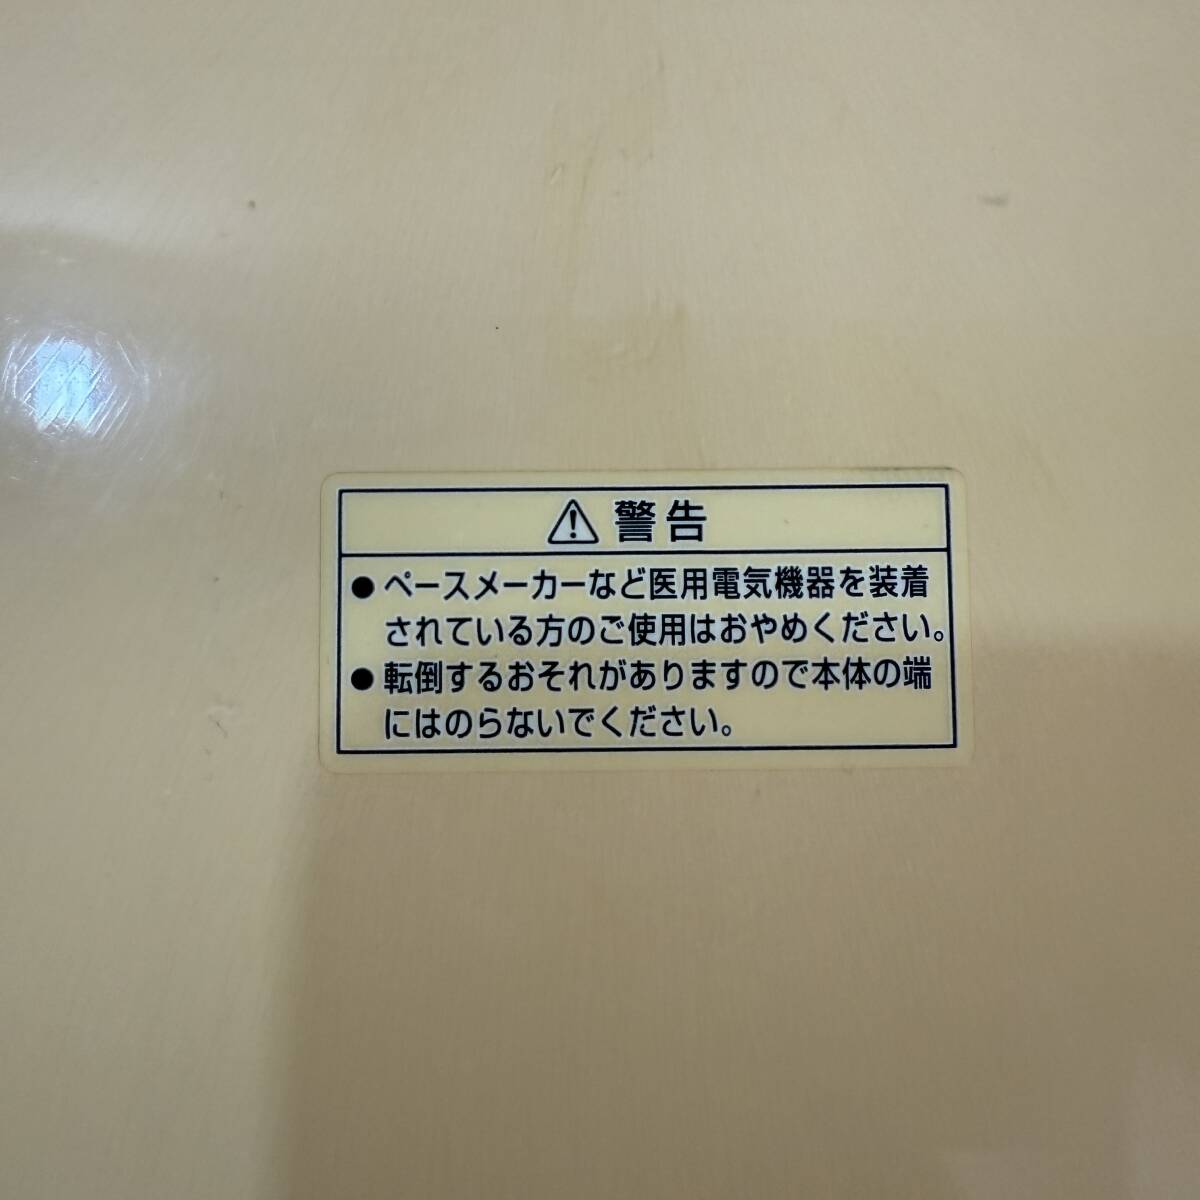 ⚠ 警告
● ペースメーカーなど医用電気機器を装着
されている方のご使用はおやめください。
● 転倒するおそれがありますので本体の端
にはのらないでください。